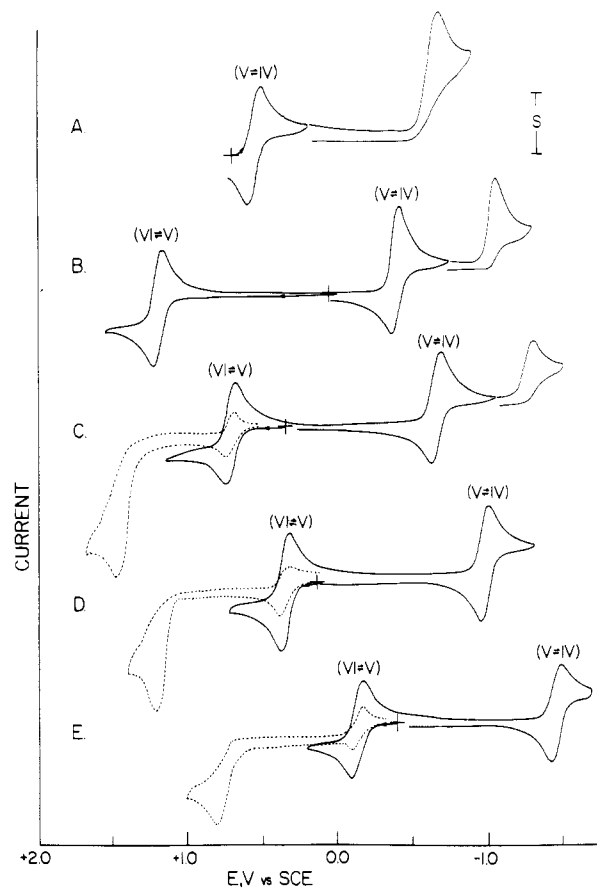 (V⇌IV)
A.
S
(VI⇌V)
(V⇌IV)
B.
(VI⇌V)
(V⇌IV)
C.
(VI⇌V)
(V⇌IV)
D.
(VI⇌V)
(V⇌IV)
E.
CURRENT
+2.0 +1.0 0.0 -1.0
E,V vs SCE